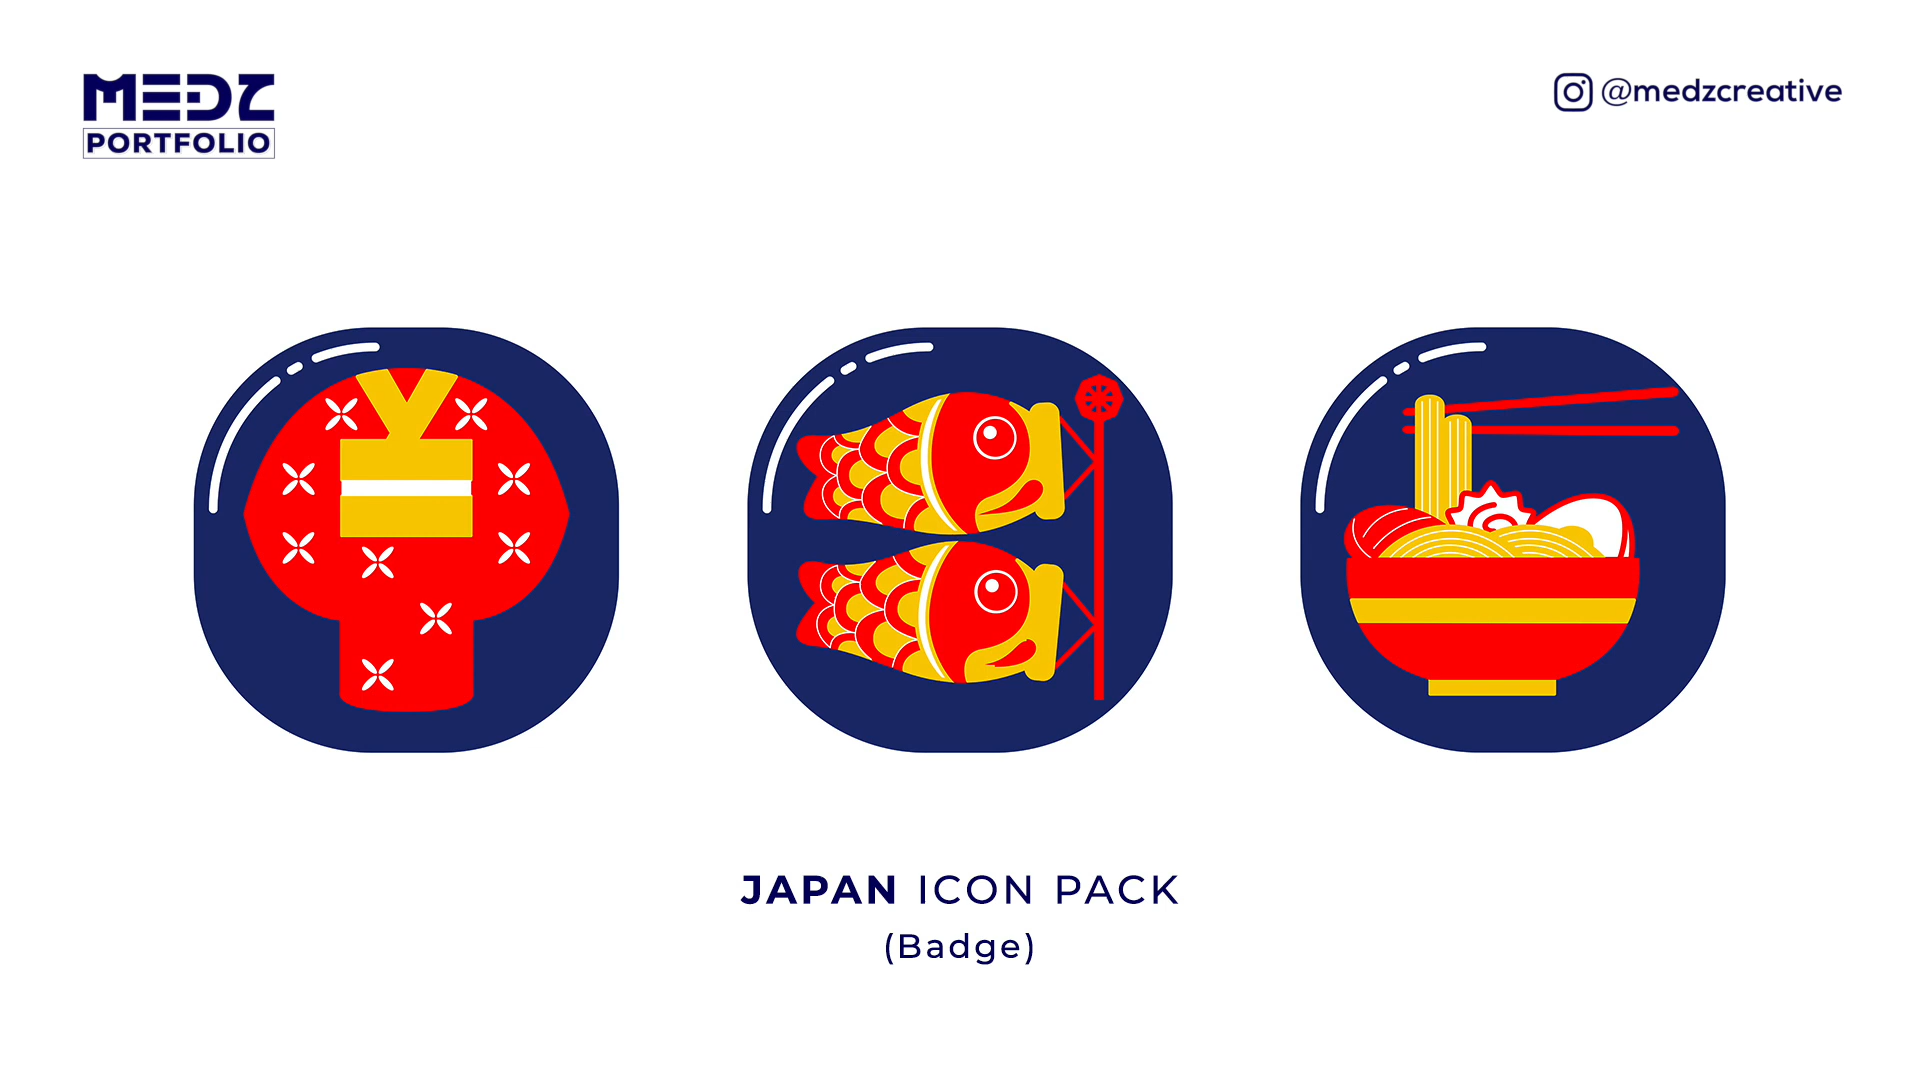 MEDZ
PORTFOLIO
@medzcreative
JAPAN ICON PACK
(Badge)